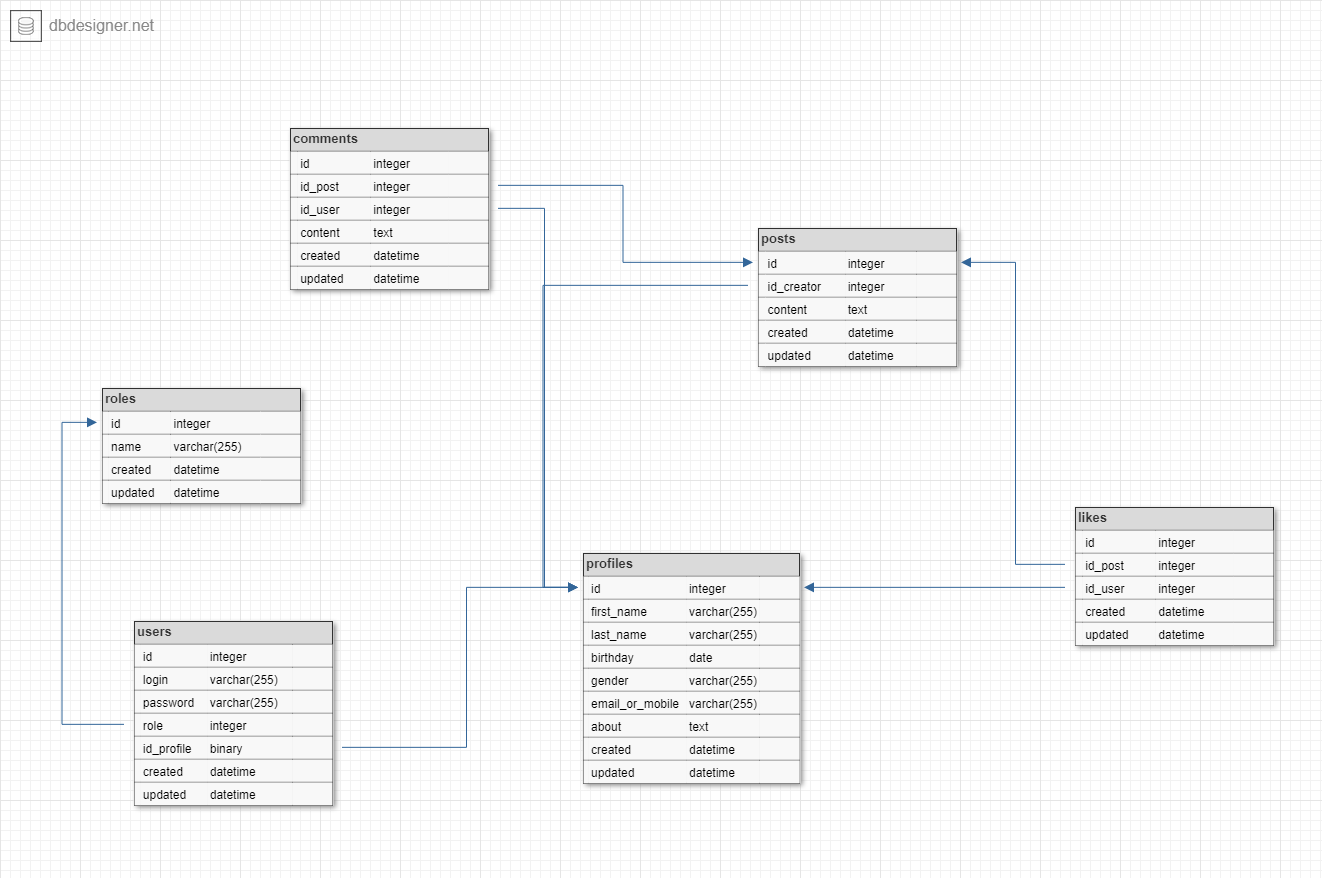 dbdesigner.net
comments
id integer
id_post integer
id_user integer
content text
created datetime
updated datetime
posts
id integer
id_creator integer
content text
created datetime
updated datetime
roles
id integer
name varchar(255)
created datetime
updated datetime
likes
id integer
id_post integer
id_user integer
created datetime
updated datetime
profiles
id integer
first_name varchar(255)
last_name varchar(255)
birthday date
gender varchar(255)
email_or_mobile varchar(255)
about text
created datetime
updated datetime
users
id integer
login varchar(255)
password varchar(255)
role integer
id_profile binary
created datetime
updated datetime